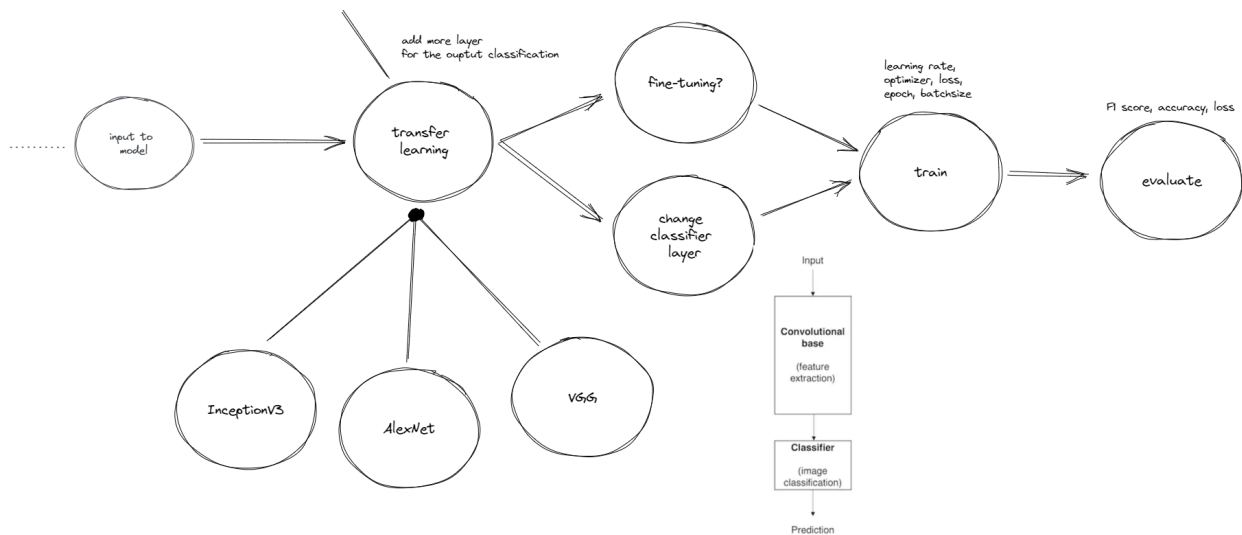 add more layer
for the ouptut classification
input to
model
transfer
learning
fine-tuning?
change
classifier
layer
learning rate,
optimizer, loss,
epoch, batchsize
train
F1 score, accuracy, loss
evaluate
InceptionV3
AlexNet
VGG
Input
Convolutional
base
(feature
extraction)
Classifier
(image
classification)
Prediction